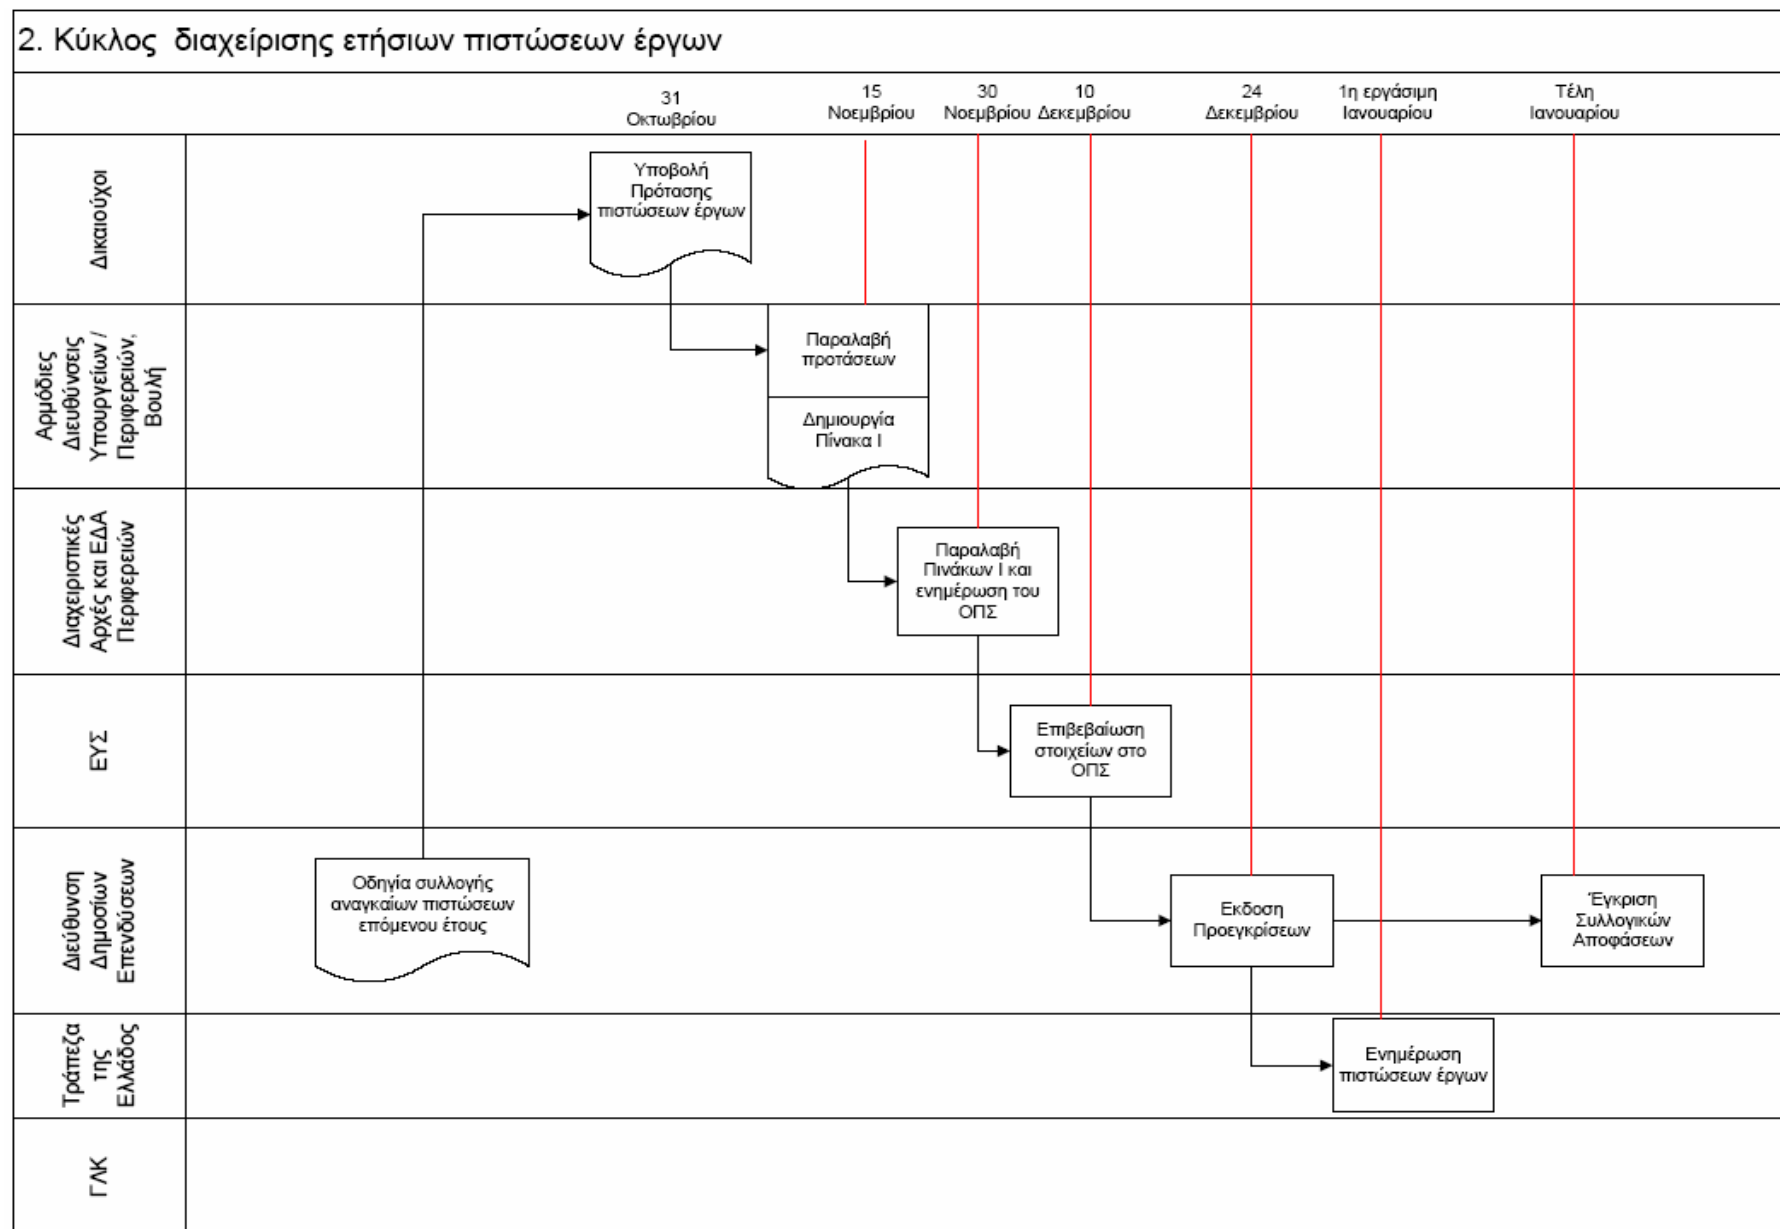 2. Κύκλος διαχείρισης ετήσιων πιστώσεων έργων
31
Οκτωβρίου
15
Νοεμβρίου
30
Νοεμβρίου
10
Δεκεμβρίου
24
Δεκεμβρίου
1η εργάσιμη
Ιανουαρίου
Τέλη
Ιανουαρίου
Δικαιούχοι
Υποβολή
Πρότασης
πιστώσεων έργων
Αρμόδιες
Διευθύνσεις
Υπουργείων /
Περιφερειών,
Βουλή
Παραλαβή
προτάσεων
Δημιουργία
Πίνακα Ι
Διαχειριστικές
Αρχές και ΕΔΑ
Περιφερειών
Παραλαβή
Πινάκων Ι και
ενημέρωση του
ΟΠΣ
ΕΥΣ
Επιβεβαίωση
στοιχείων στο
ΟΠΣ
Διεύθυνση
Δημοσίων
Επενδύσεων
Οδηγία συλλογής
αναγκαίων πιστώσεων
επόμενου έτους
Εκδοση
Προεγκρίσεων
Έγκριση
Συλλογικών
Αποφάσεων
Τράπεζα
της
Ελλάδος
Ενημέρωση
πιστώσεων έργων
ΓΛΚ